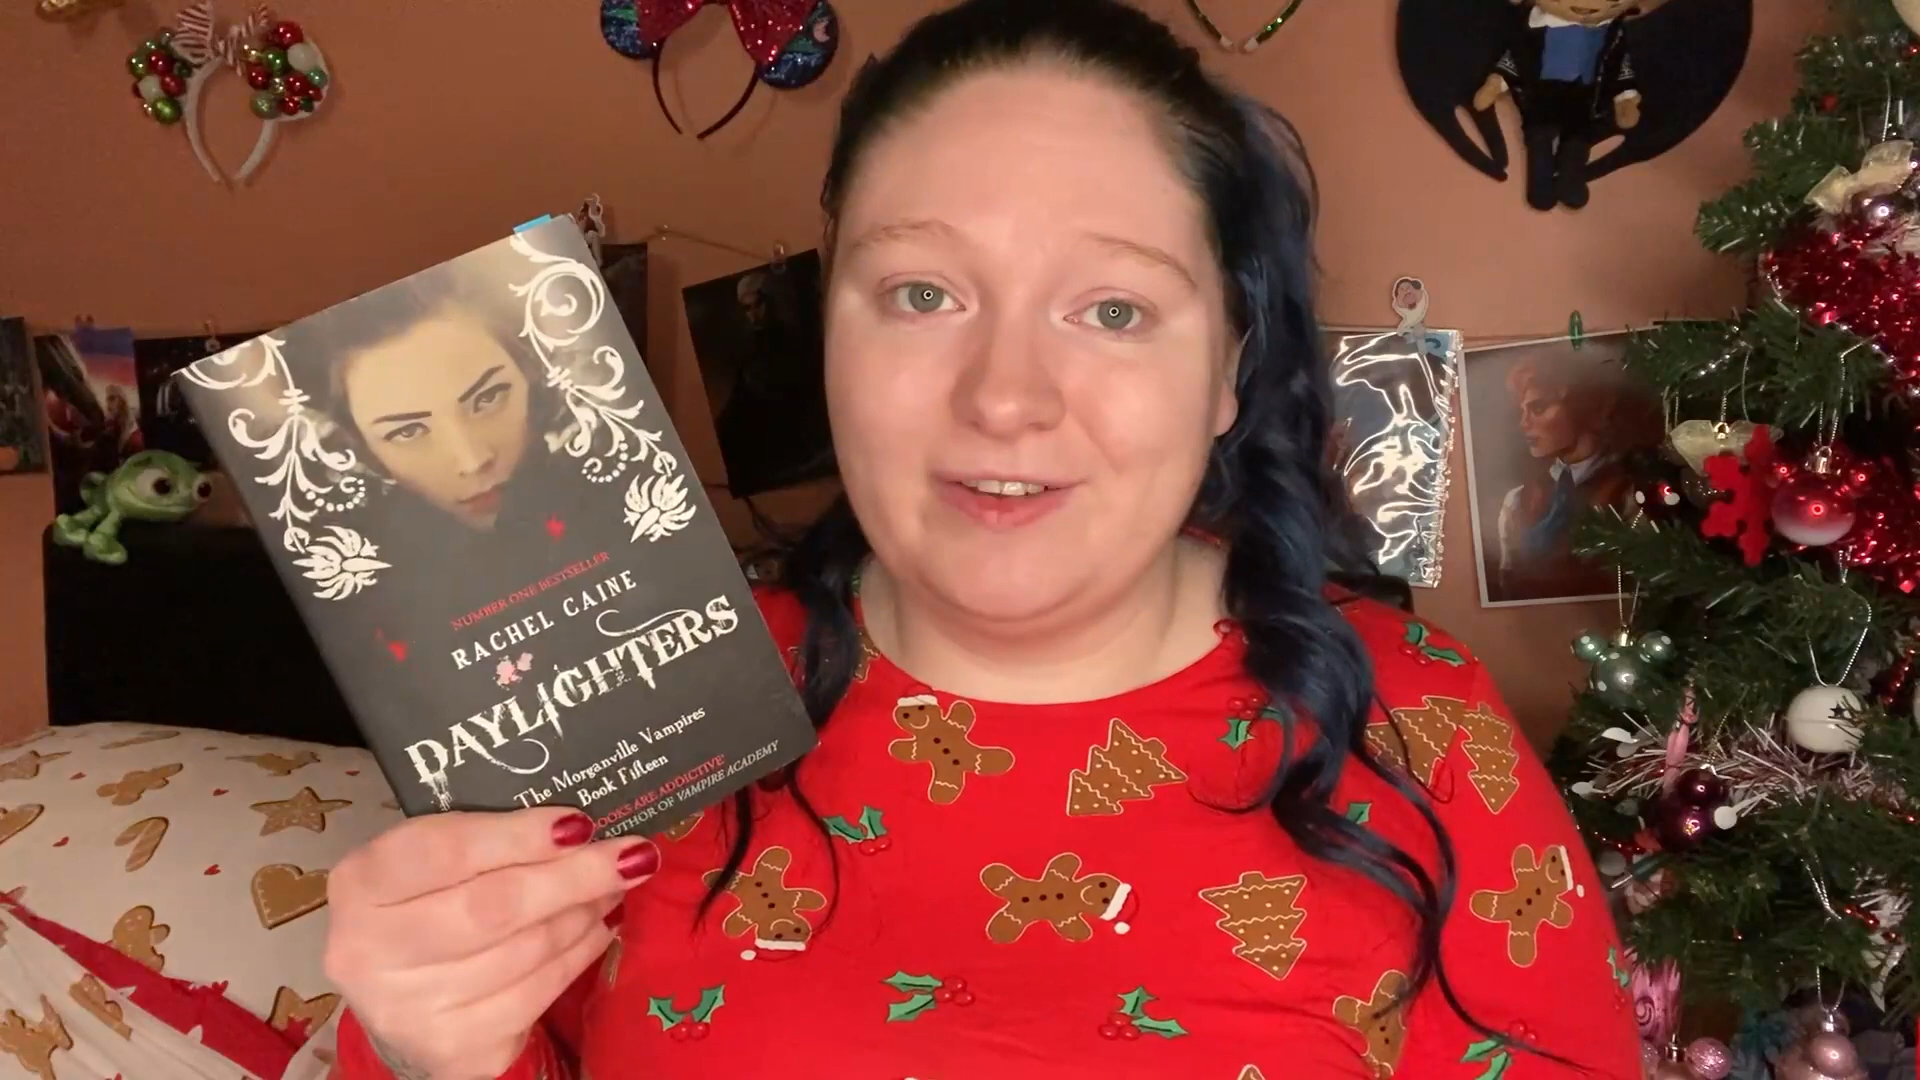 NUMBER ONE BESTSELLER
RACHEL CAINE
DAYLIGHTERS
The Morganville Vampires
Book Fifteen
BOOKS ARE ADDICTIVE'
AUTHOR OF VAMPIRE ACADEMY